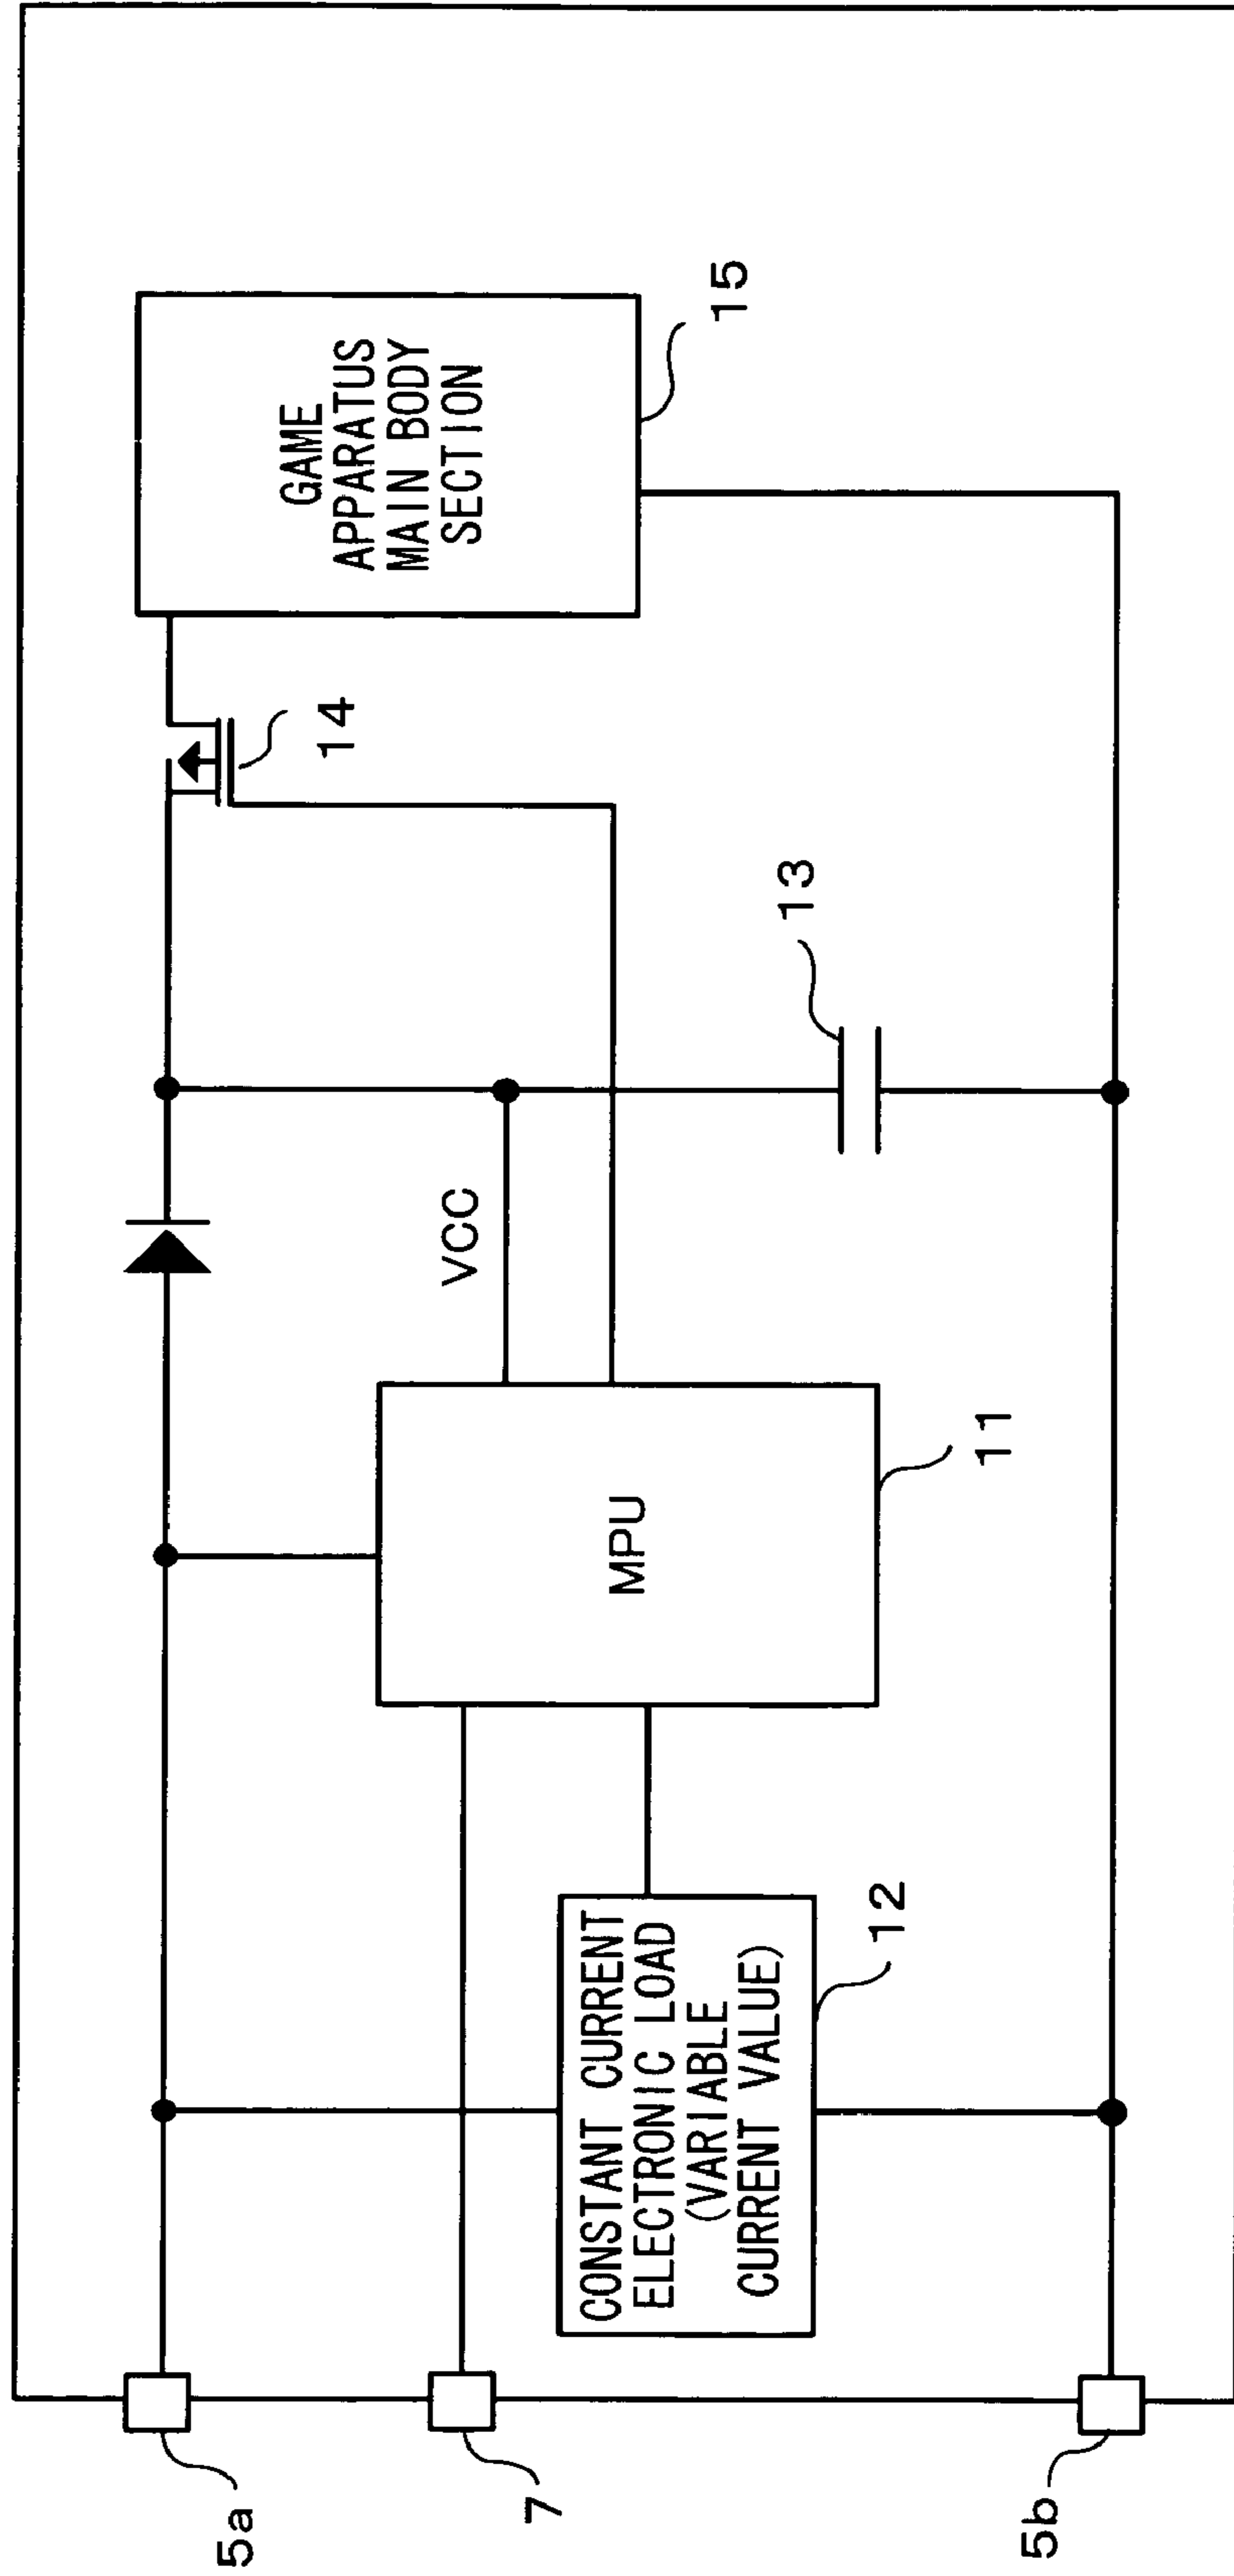 5a
7
5b
CONSTANT CURRENT
ELECTRONIC LOAD
(VARIABLE
CURRENT VALUE)
12
MPU
11
VCC
13
14
GAME
APPARATUS
MAIN BODY
SECTION
15